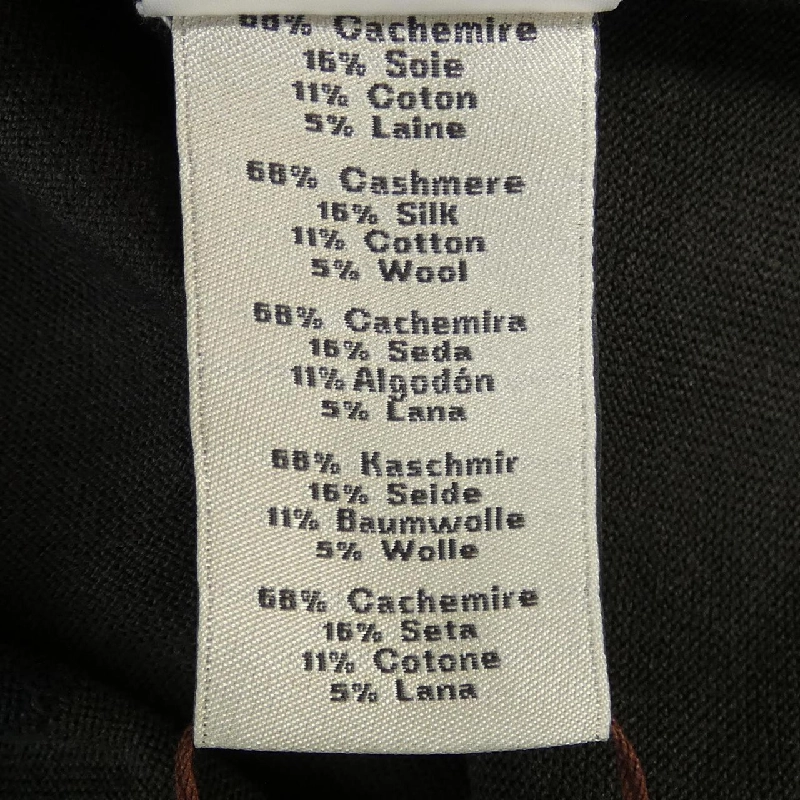 68% Cachemire
16% Soie
11% Coton
5% Laine
68% Cashmere
16% Silk
11% Cotton
5% Wool
68% Cachemira
16% Seda
11% Algodón
5% Lana
68% Kaschmir
16% Seide
11% Baumwolle
5% Wolle
68% Cachemire
16% Seta
11% Cotone
5% Lana